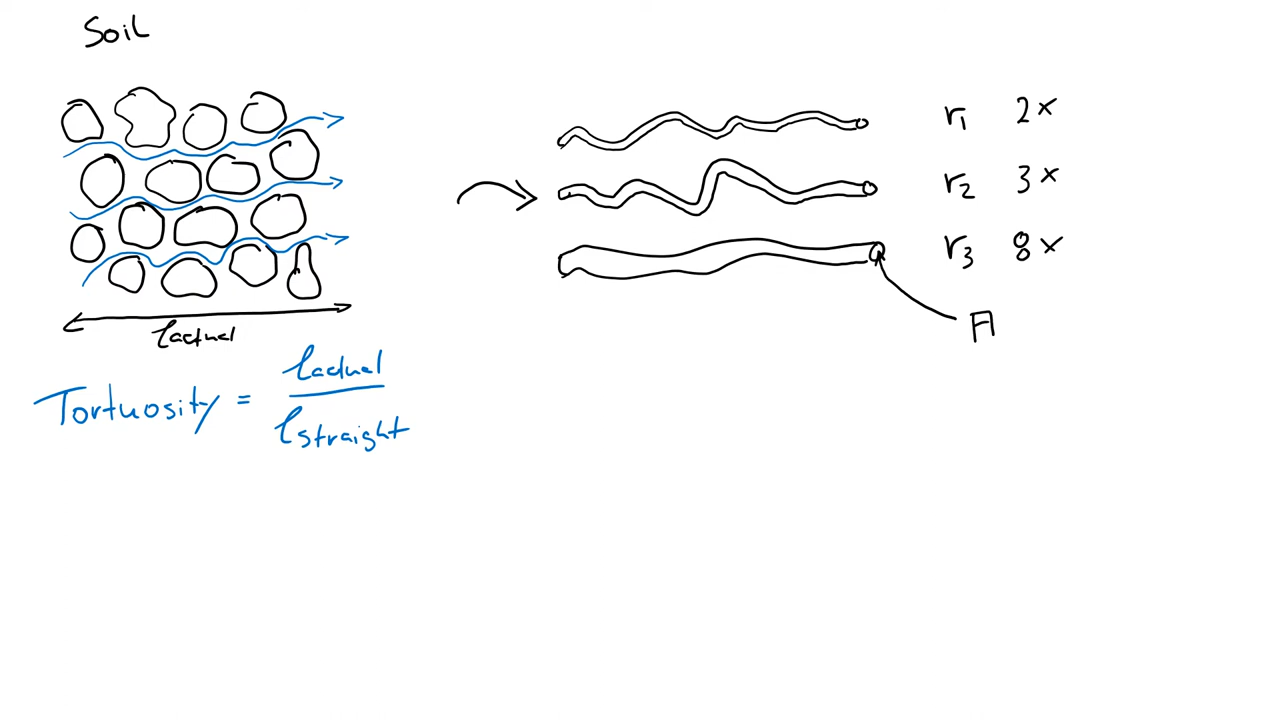 Soil
r1 2x
r2 3x
r3 8x
A
lactual
Tortuosity = lactual / lstraight